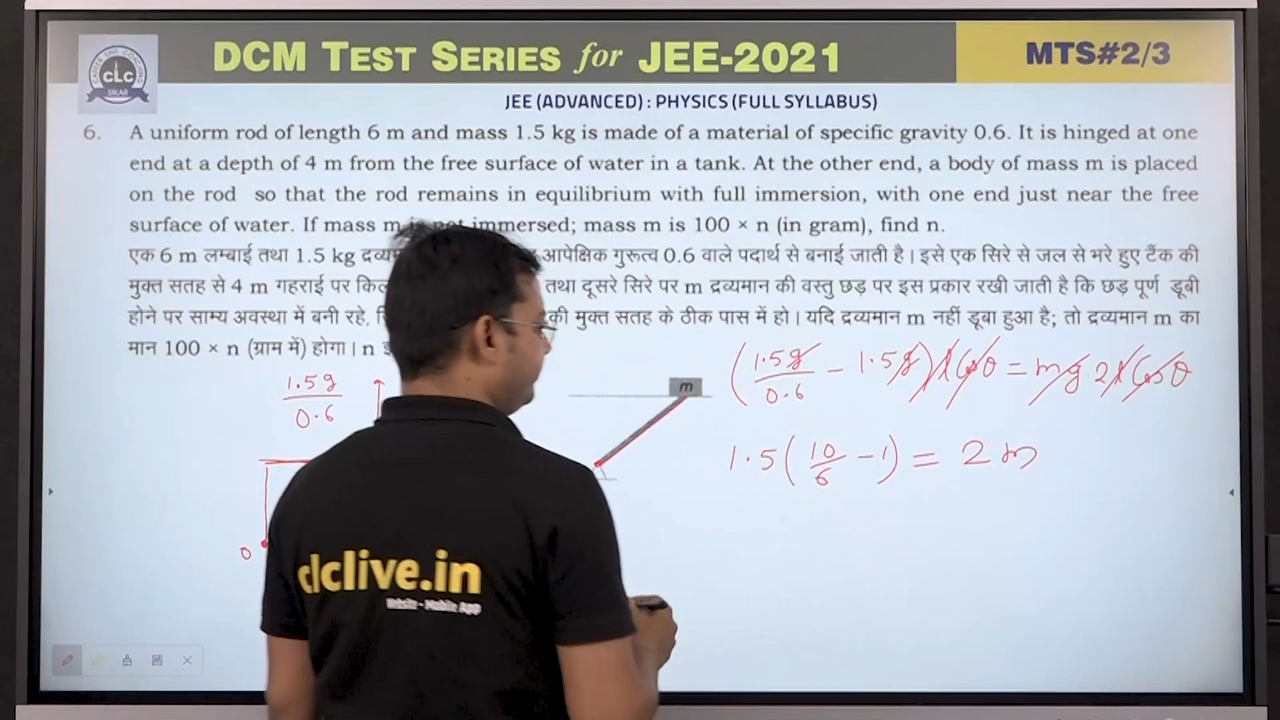 DCM TEST SERIES for JEE-2021
MTS#2/3
CLC
SIKAR
JEE (ADVANCED) : PHYSICS (FULL SYLLABUS)
6. A uniform rod of length 6 m and mass 1.5 kg is made of a material of specific gravity 0.6. It is hinged at one
end at a depth of 4 m from the free surface of water in a tank. At the other end, a body of mass m is placed
on the rod so that the rod remains in equilibrium with full immersion, with one end just near the free
surface of water. If mass m is not immersed; mass m is 100 × n (in gram), find n.
एक 6 m लम्बाई तथा 1.5 kg आपेक्षिक गुरूत्व 0.6 वाले पदार्थ से बनाई जाती है। इसे एक सिरे से जल से भरे हुए टैंक की
मुक्त सतह से 4 m गहराई पर तथा दूसरे सिरे पर m द्रव्यमान की वस्तु छड़ पर इस प्रकार रखी जाती है कि छड़ पूर्ण डूबी
होने पर साम्य अवस्था में बनी रहे, की मुक्त सतह के ठीक पास में हो। यदि द्रव्यमान m नहीं डूबा हुआ है; तो द्रव्यमान m का
मान 100 × n (ग्राम में) होगा। n
1.5g/0.6
m
(1.5g/0.6 - 1.5g) l cosθ = mg 2l cosθ
1.5(10/6 - 1) = 2m
0
clclive.in
Website - Mobile App